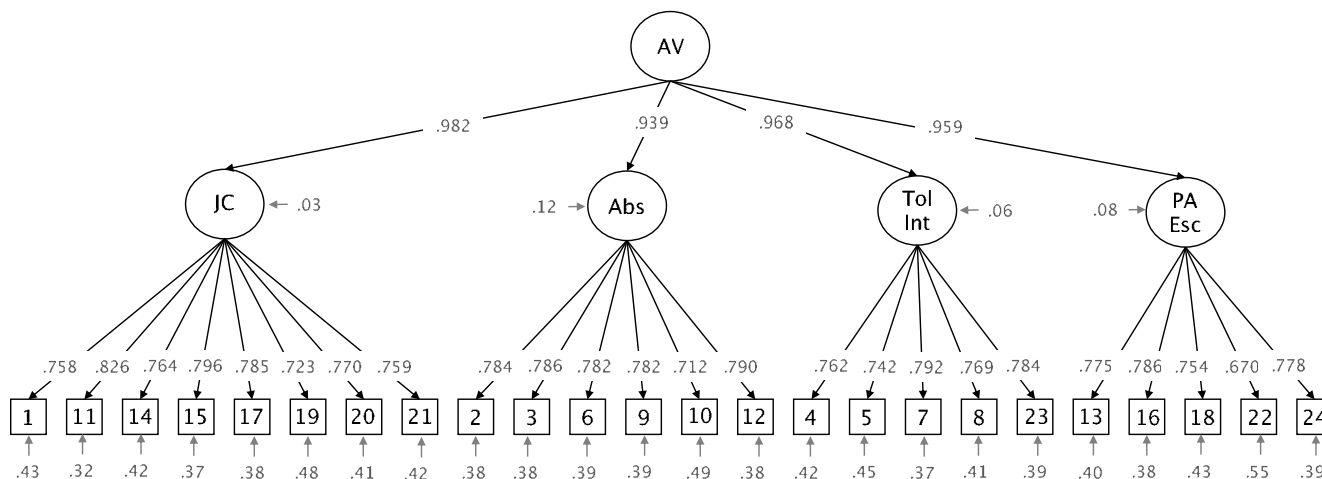 AV
.982 .939 .968 .959
JC .03 .12 Abs Tol Int .06 .08 PA Esc
.758 .826 .764 .796 .785 .723 .770 .759 .784 .786 .782 .782 .712 .790 .762 .742 .792 .769 .784 .775 .786 .754 .670 .778
1 11 14 15 17 19 20 21 2 3 6 9 10 12 4 5 7 8 23 13 16 18 22 24
.43 .32 .42 .37 .38 .48 .41 .42 .38 .38 .39 .39 .49 .38 .42 .45 .37 .41 .39 .40 .38 .43 .55 .39